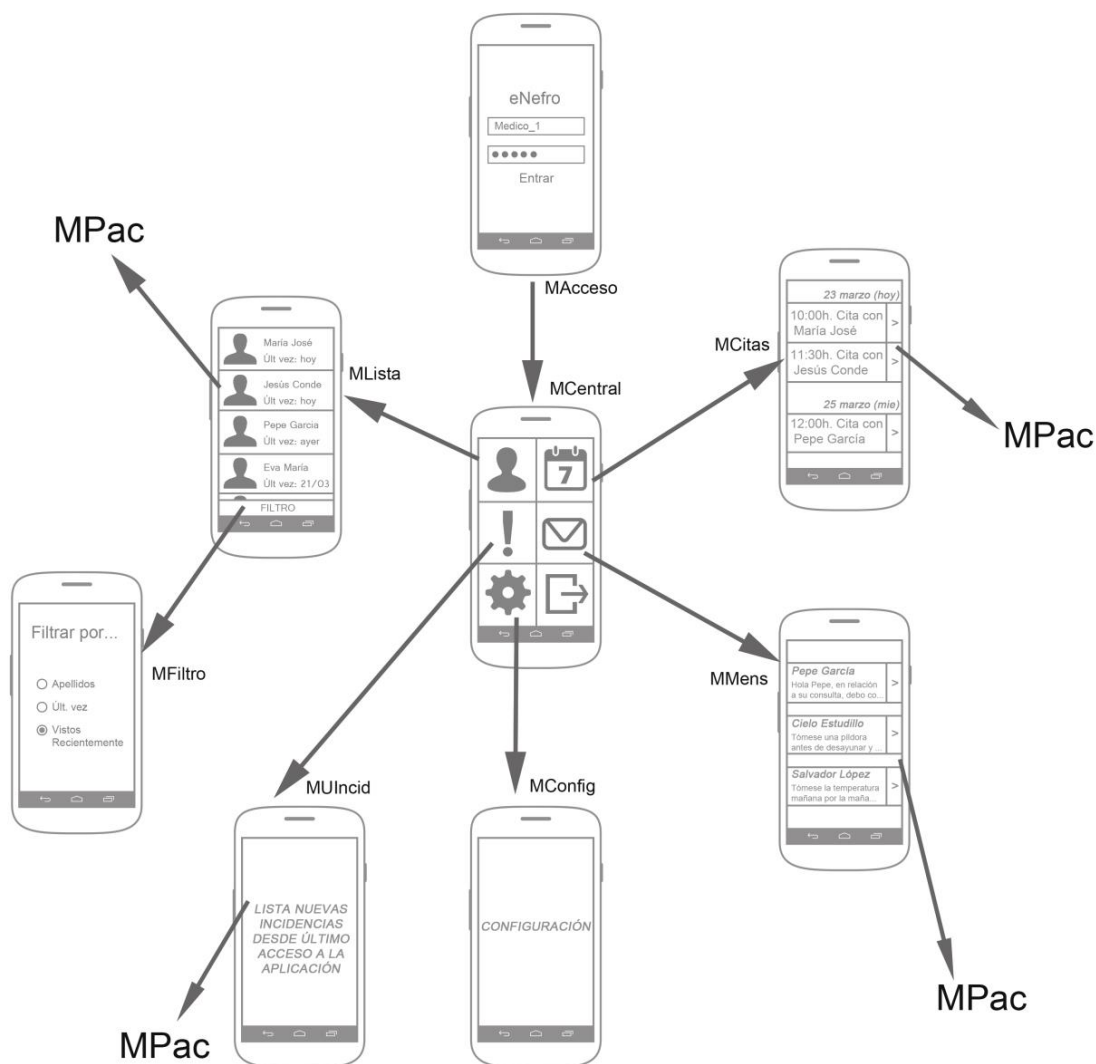 eNefro
Medico_1
Entrar
MAcceso
MPac
María José
Últ vez: hoy
Jesús Conde
Últ vez: hoy
Pepe Garcia
Últ vez: ayer
Eva María
Últ vez: 21/03
FILTRO
MLista
MCentral
7
MCitas
23 marzo (hoy)
10:00h. Cita con
María José
>
11:30h. Cita con
Jesús Conde
>
25 marzo (mie)
12:00h. Cita con
Pepe García
>
MPac
Filtrar por...
Apellidos
Últ. vez
Vistos
Recientemente
MFiltro
MMens
Pepe García
Hola Pepe, en relación
a su consulta, debo co...
>
Cielo Estudillo
Tómese una píldora
antes de desayunar y ...
>
Salvador López
Tómese la temperatura
mañana por la maña...
>
MPac
MUIncid
LISTA NUEVAS
INCIDENCIAS
DESDE ÚLTIMO
ACCESO A LA
APLICACIÓN
MPac
MConfig
CONFIGURACIÓN